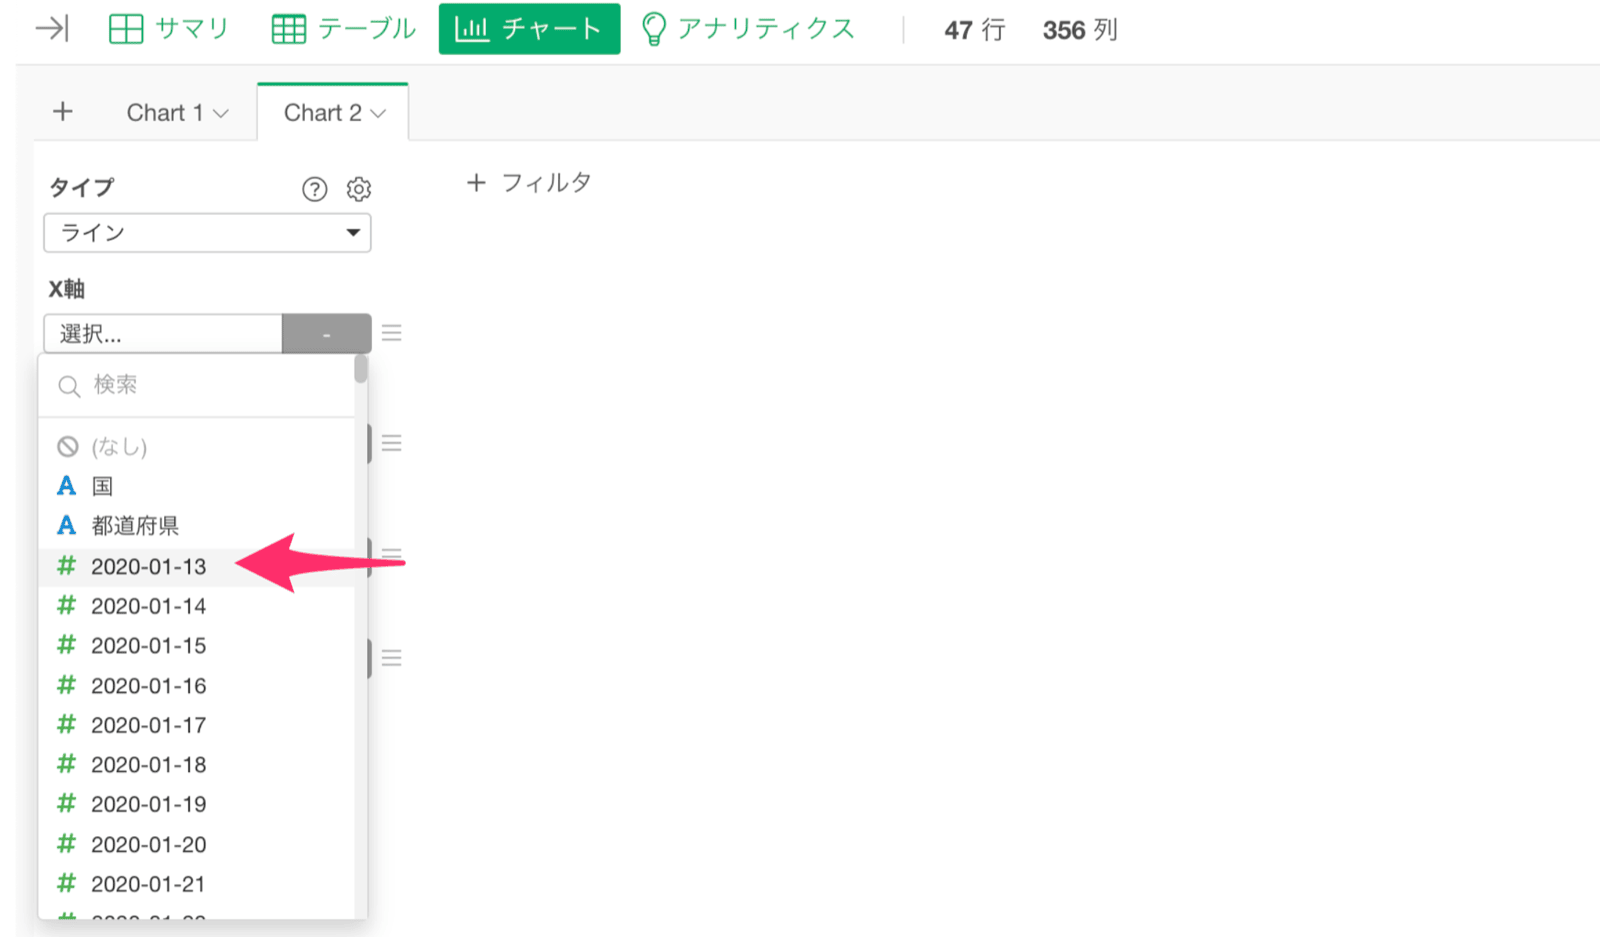 サマリ テーブル チャート アナリティクス 47 行 356 列
+ Chart 1 Chart 2
タイプ ?
+ フィルタ
ライン
X軸
選択... -
検索
(なし)
A 国
A 都道府県
# 2020-01-13
# 2020-01-14
# 2020-01-15
# 2020-01-16
# 2020-01-17
# 2020-01-18
# 2020-01-19
# 2020-01-20
# 2020-01-21